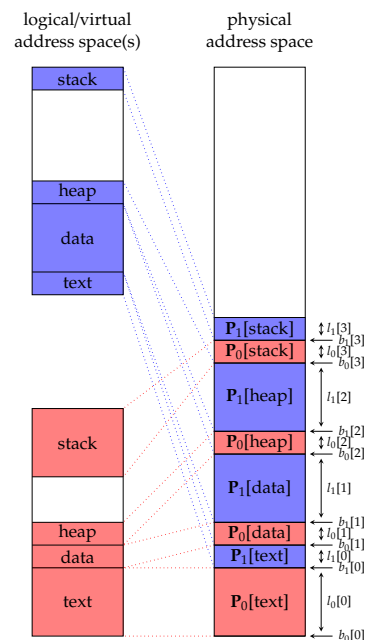 logical/virtual
address space(s)
physical
address space
stack
heap
data
text
stack
heap
data
text
P₁[stack]
P₀[stack]
P₁[heap]
P₀[heap]
P₁[data]
P₀[data]
P₁[text]
P₀[text]
l₁[3]
b₁[3]
l₀[3]
b₀[3]
l₁[2]
b₁[2]
l₀[2]
b₀[2]
l₁[1]
b₁[1]
l₀[1]
b₀[1]
l₁[0]
b₁[0]
l₀[0]
b₀[0]